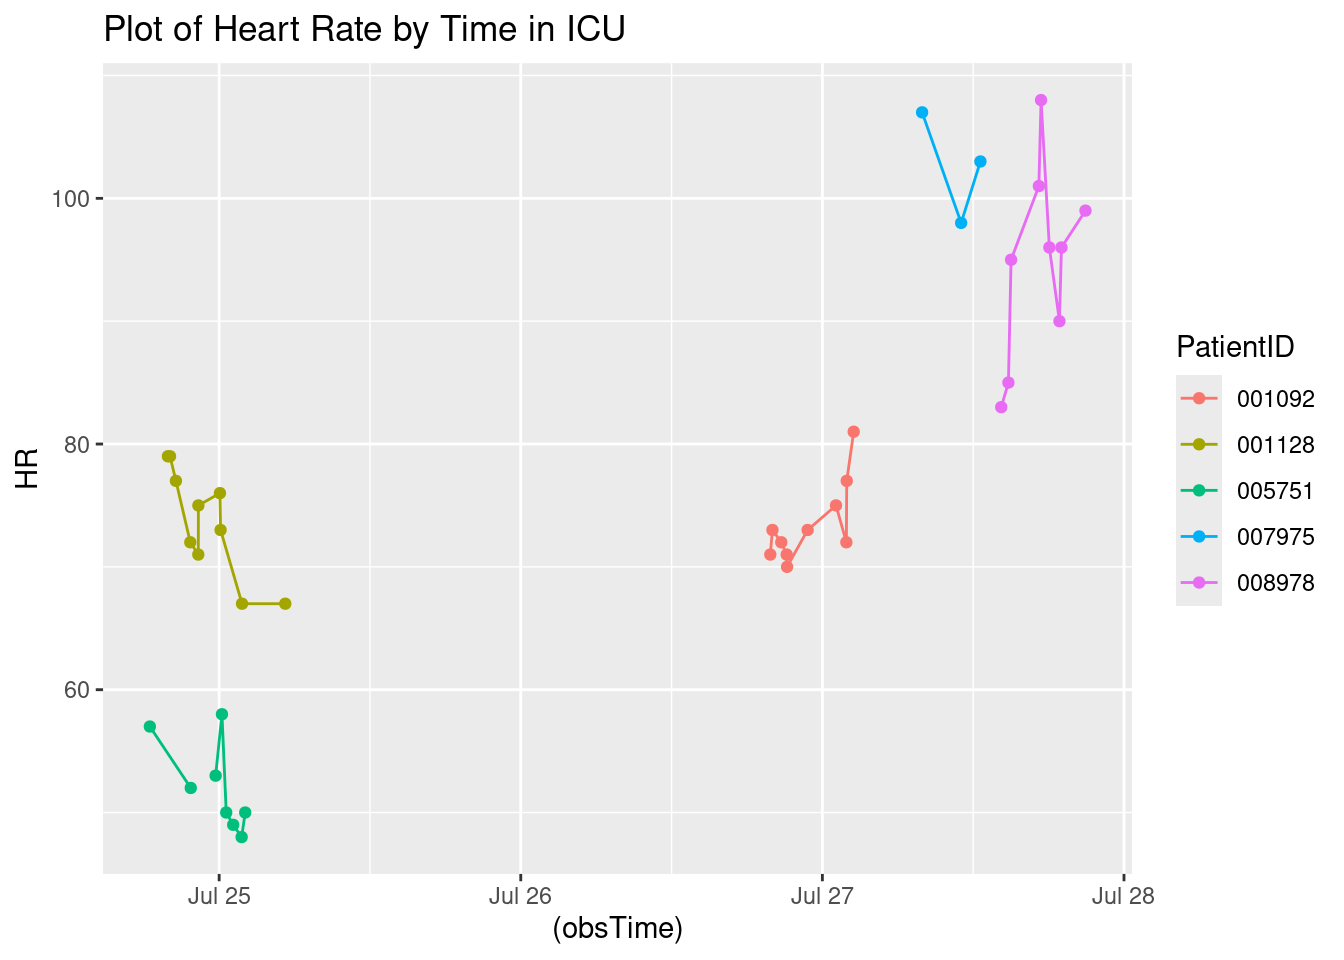 Plot of Heart Rate by Time in ICU
HR
100
80
60
Jul 25
Jul 26
Jul 27
Jul 28
(obsTime)
PatientID
001092
001128
005751
007975
008978